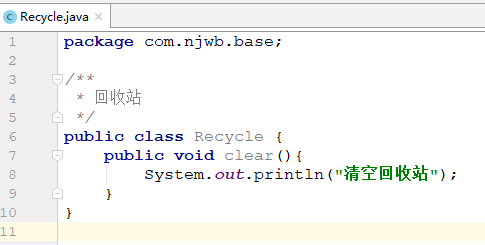 Recycle.java
1 package com.njwb.base;
2
3 /**
4 * 回收站
5 */
6 public class Recycle {
7 public void clear(){
8 System.out.println("清空回收站");
9 }
10 }
11